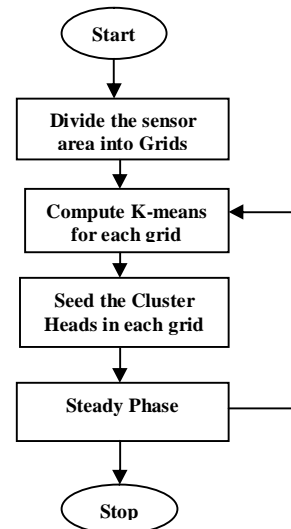 Start
Divide the sensor
area into Grids
Compute K-means
for each grid
Seed the Cluster
Heads in each grid
Steady Phase
Stop